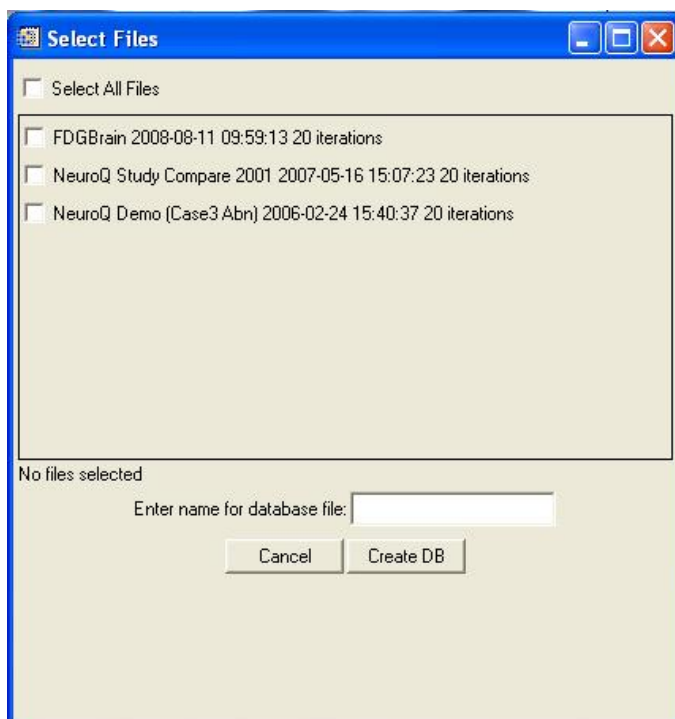 Select Files
Select All Files
FDGBrain 2008-08-11 09:59:13 20 iterations
NeuroQ Study Compare 2001 2007-05-16 15:07:23 20 iterations
NeuroQ Demo (Case3 Abn) 2006-02-24 15:40:37 20 iterations
No files selected
Enter name for database file:
Cancel Create DB